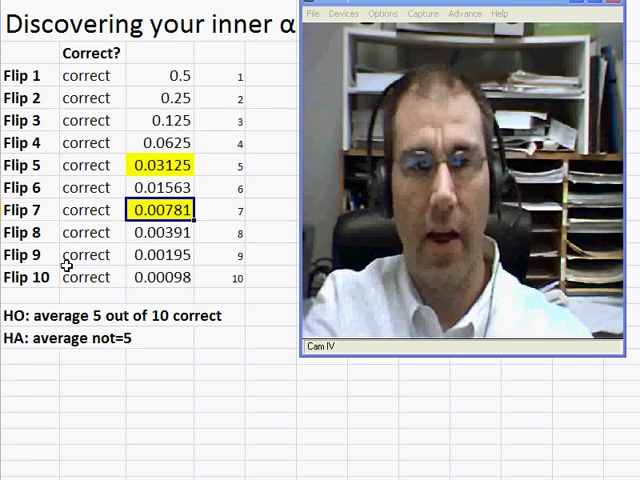 Discovering your inner α
Correct?
Flip 1 correct 0.5 1
Flip 2 correct 0.25 2
Flip 3 correct 0.125 3
Flip 4 correct 0.0625 4
Flip 5 correct 0.03125 5
Flip 6 correct 0.01563 6
Flip 7 correct 0.00781 7
Flip 8 correct 0.00391 8
Flip 9 correct 0.00195 9
Flip 10 correct 0.00098 10
HO: average 5 out of 10 correct
HA: average not=5
File Devices Options Capture Advance Help
Cam IV